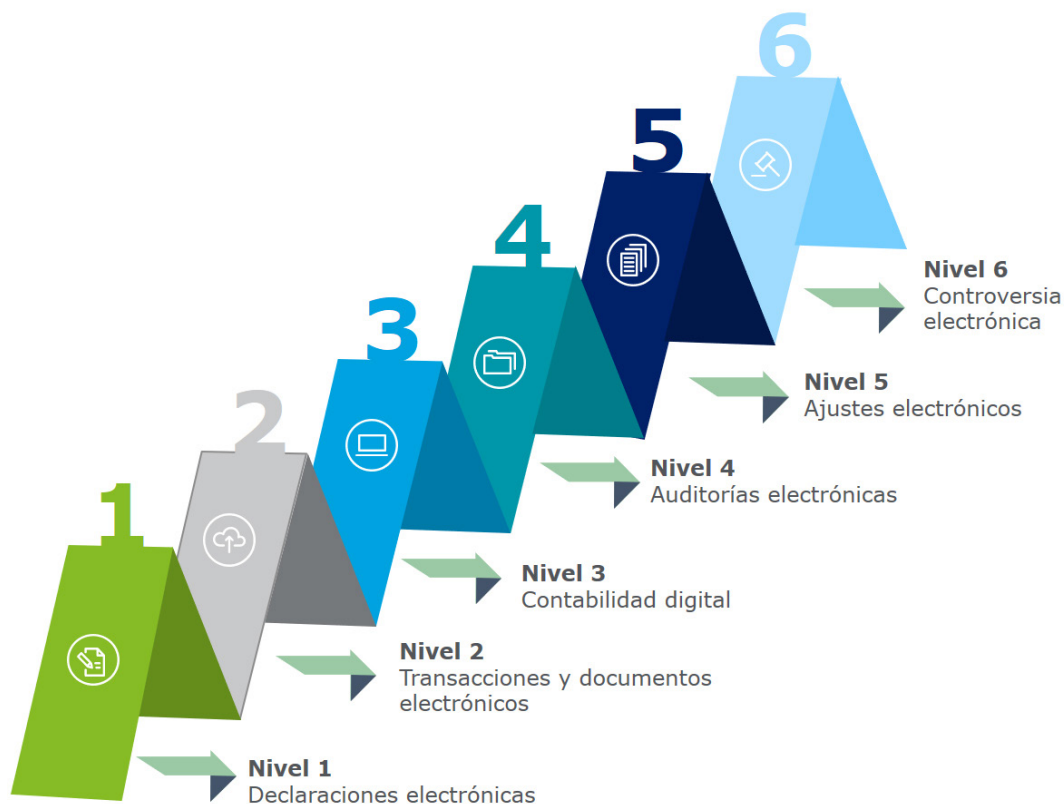 1
Nivel 1
Declaraciones electrónicas
2
Nivel 2
Transacciones y documentos
electrónicos
3
Nivel 3
Contabilidad digital
4
Nivel 4
Auditorías electrónicas
5
Nivel 5
Ajustes electrónicos
6
Nivel 6
Controversia
electrónica